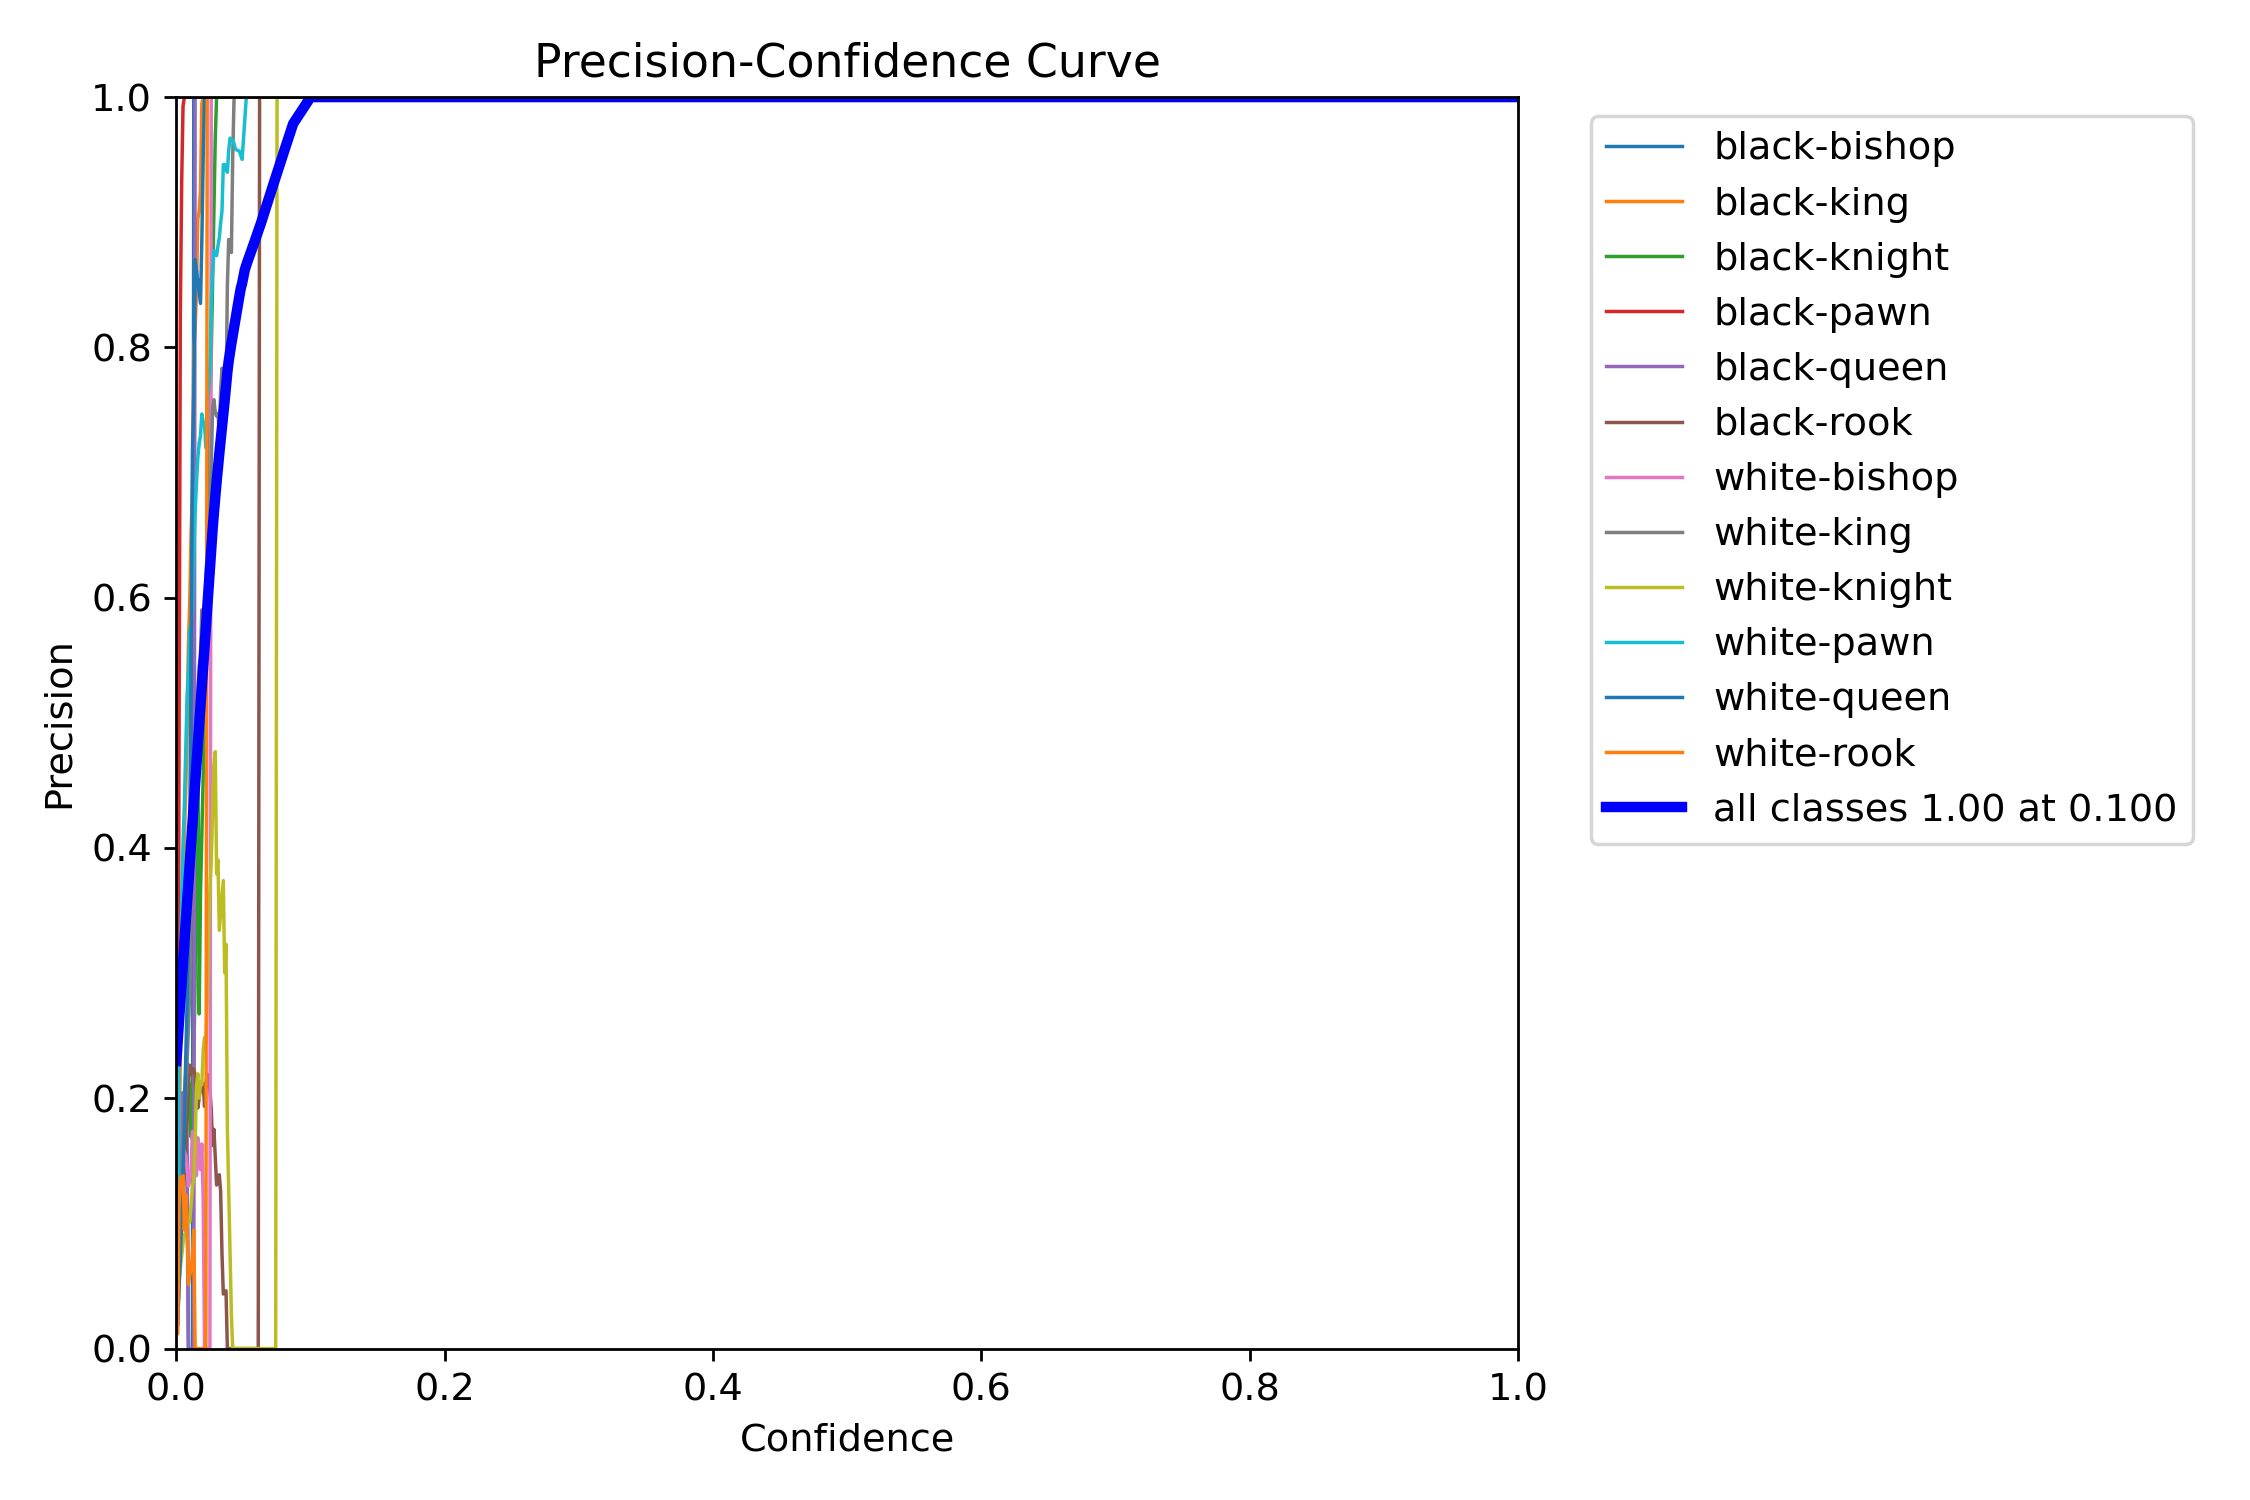 Precision-Confidence Curve
1.0
0.8
0.6
0.4
0.2
0.0
Precision
0.0
0.2
0.4
0.6
0.8
1.0
Confidence
black-bishop
black-king
black-knight
black-pawn
black-queen
black-rook
white-bishop
white-king
white-knight
white-pawn
white-queen
white-rook
all classes 1.00 at 0.100